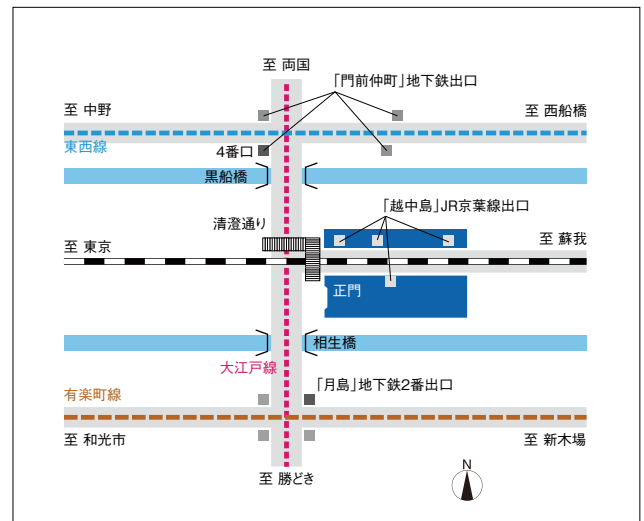 至 両国
「門前仲町」地下鉄出口
至 中野
至 西船橋
東西線
4番口
黒船橋
「越中島」JR京葉線出口
清澄通り
至 東京
至 蘇我
正門
相生橋
大江戸線
「月島」地下鉄2番出口
有楽町線
至 和光市
至 新木場
至 勝どき
N